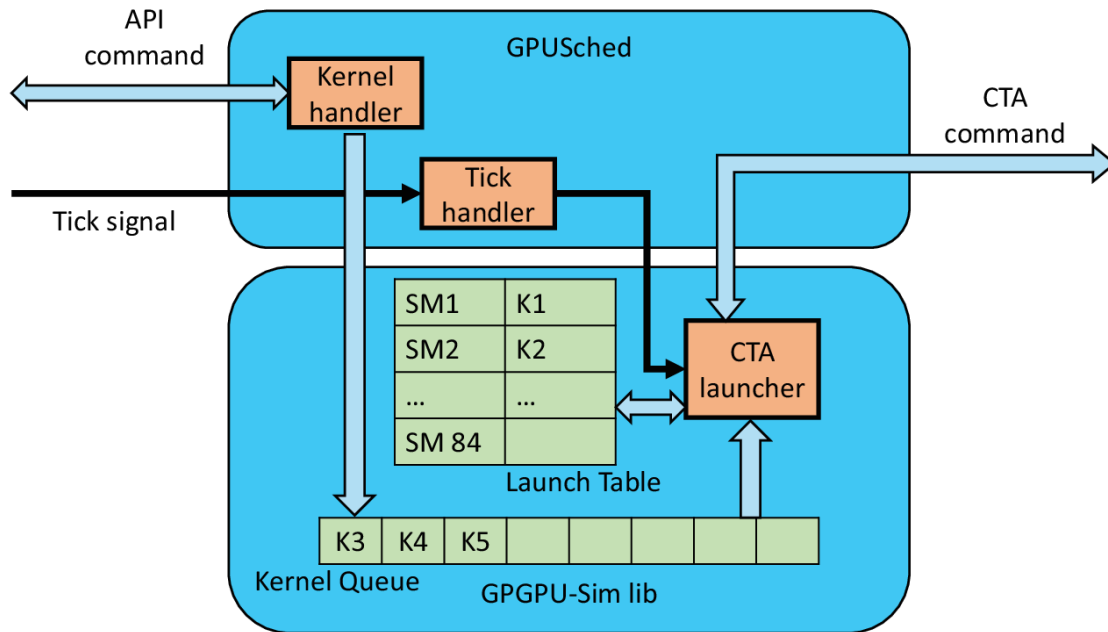 API
command
GPUSched
Kernel
handler
CTA
command
Tick
handler
Tick signal
SM1 K1
SM2 K2
... ...
SM 84
CTA
launcher
Launch Table
K3 K4 K5
Kernel Queue
GPGPU-Sim lib